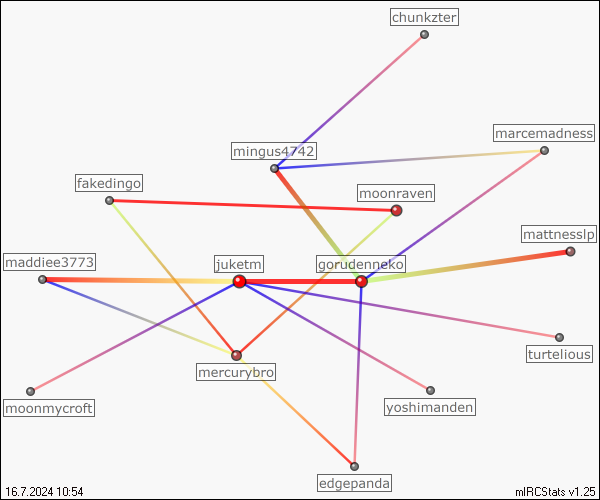 chunkzter
marcemadness
mingus4742
fakedingo
moonraven
mattnesslp
maddiee3773
juketm
gorudenneko
turtelious
mercurybro
moonmycroft
yoshimanden
edgepanda
16.7.2024 10:54
mIRCStats v1.25